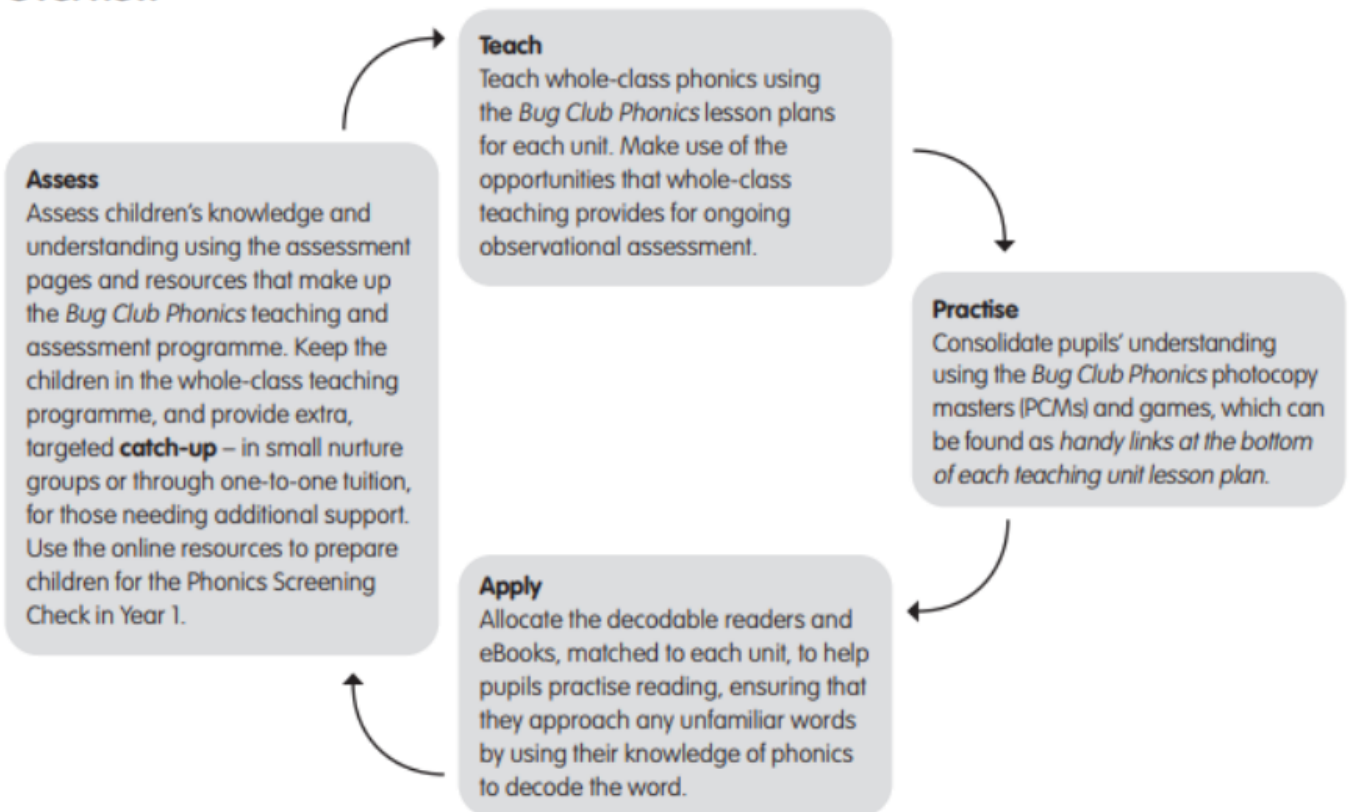 Teach
Teach whole-class phonics using
the Bug Club Phonics lesson plans
for each unit. Make use of the
opportunities that whole-class
teaching provides for ongoing
observational assessment.
Practise
Consolidate pupils' understanding
using the Bug Club Phonics photocopy
masters (PCMs) and games, which can
be found as handy links at the bottom
of each teaching unit lesson plan.
Apply
Allocate the decodable readers and
eBooks, matched to each unit, to help
pupils practise reading, ensuring that
they approach any unfamiliar words
by using their knowledge of phonics
to decode the word.
Assess
Assess children's knowledge and
understanding using the assessment
pages and resources that make up
the Bug Club Phonics teaching and
assessment programme. Keep the
children in the whole-class teaching
programme, and provide extra,
targeted catch-up – in small nurture
groups or through one-to-one tuition,
for those needing additional support.
Use the online resources to prepare
children for the Phonics Screening
Check in Year 1.